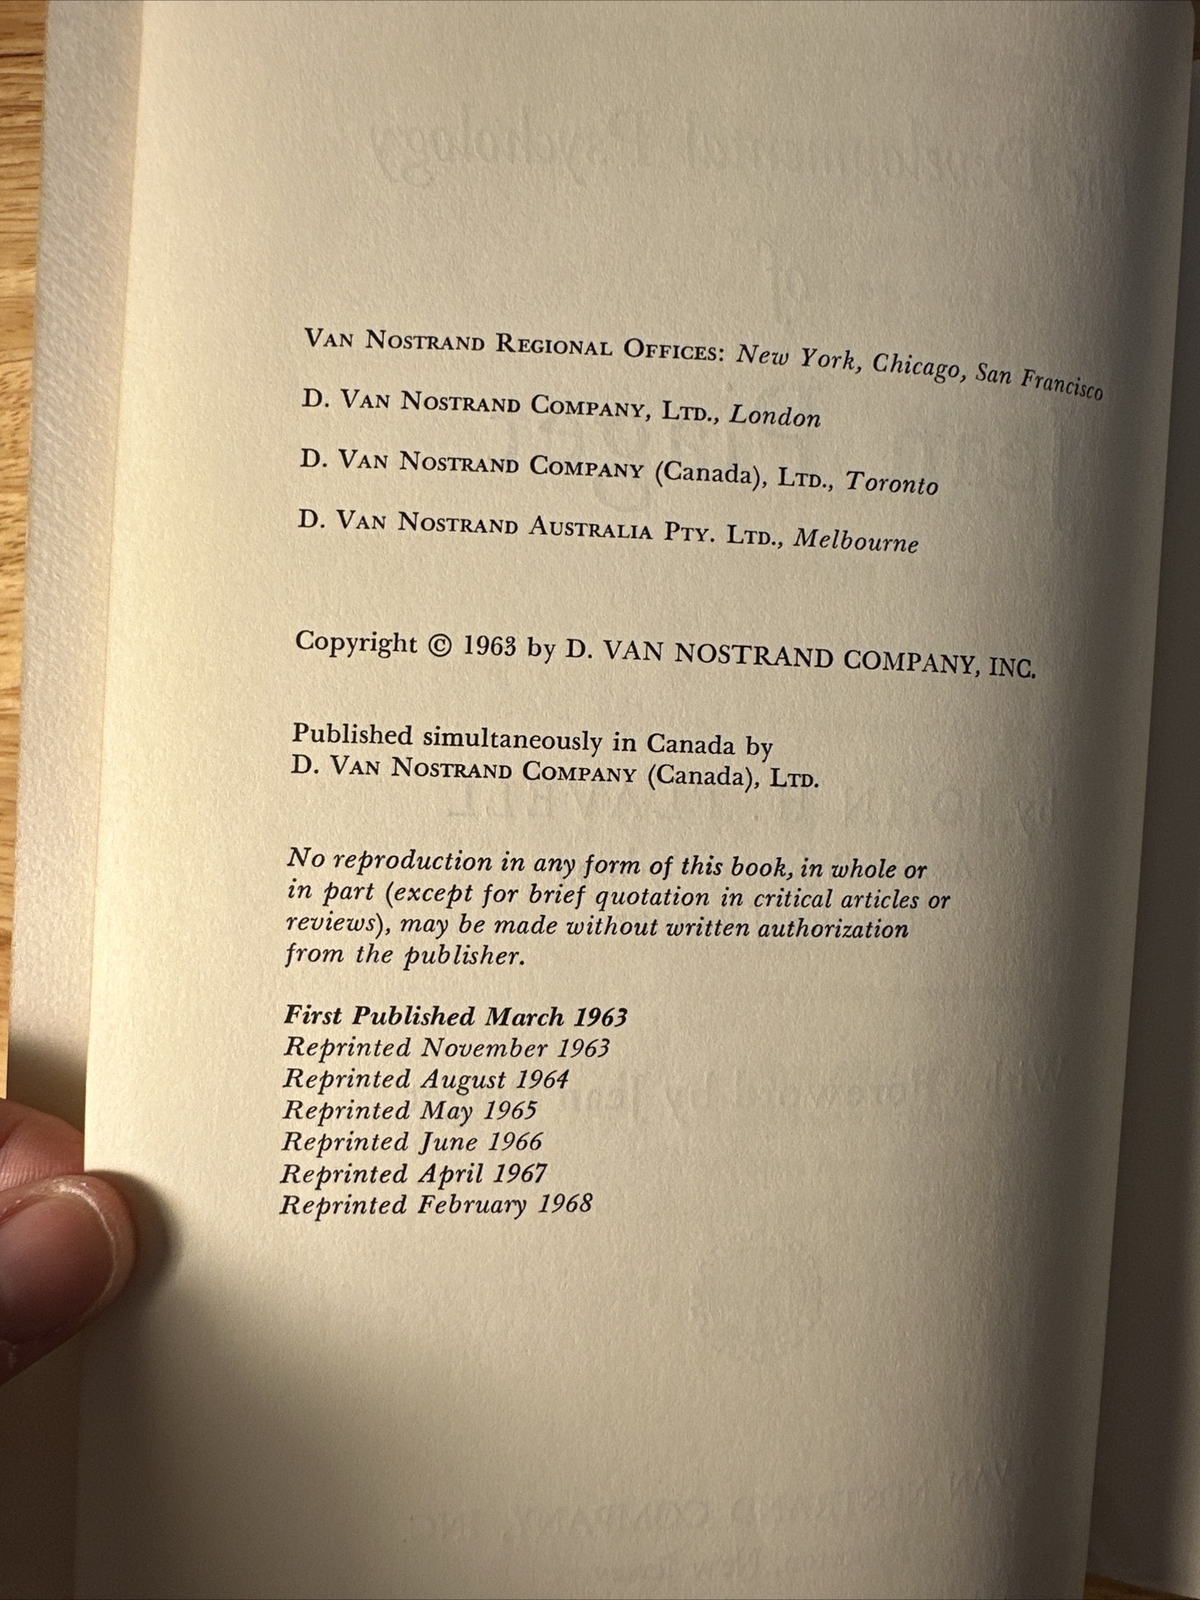 Van Nostrand Regional Offices: New York, Chicago, San Francisco
D. Van Nostrand Company, Ltd., London
D. Van Nostrand Company (Canada), Ltd., Toronto
D. Van Nostrand Australia Pty. Ltd., Melbourne
Copyright © 1963 by D. VAN NOSTRAND COMPANY, INC.
Published simultaneously in Canada by
D. Van Nostrand Company (Canada), Ltd.
No reproduction in any form of this book, in whole or
in part (except for brief quotation in critical articles or
reviews), may be made without written authorization
from the publisher.
First Published March 1963
Reprinted November 1963
Reprinted August 1964
Reprinted May 1965
Reprinted June 1966
Reprinted April 1967
Reprinted February 1968